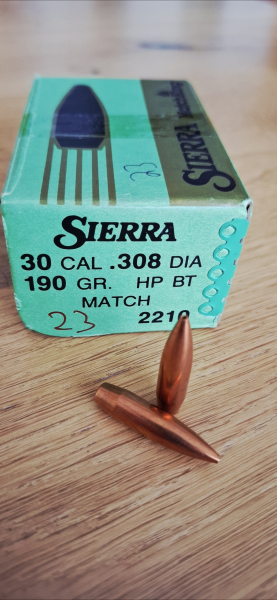 23
SIERRA
SIERRA
30 CAL .308 DIA
190 GR. HP BT
MATCH
23
2210